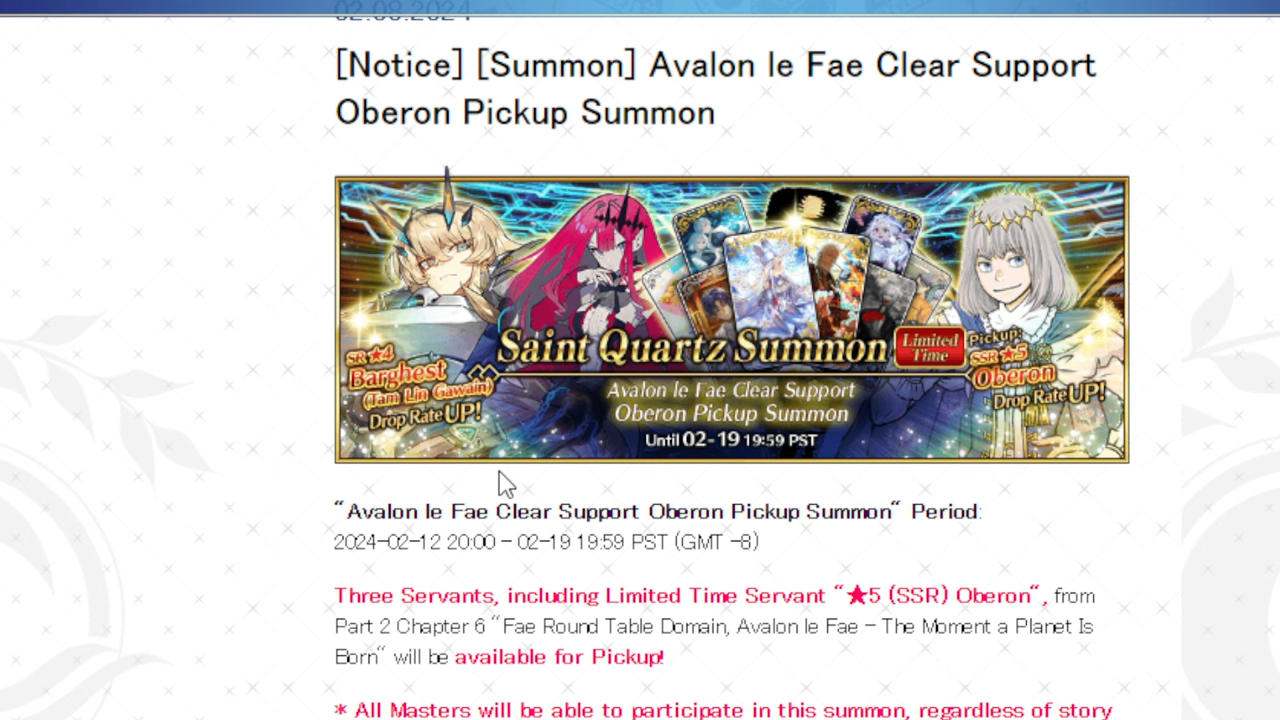 02.08.2024
[Notice] [Summon] Avalon le Fae Clear Support
Oberon Pickup Summon
SR ★4
Barghest
(Tam Lin Gawain)
Drop Rate UP!
Saint Quartz Summon
Limited
Time
Pickup:
SSR ★5
Oberon
Drop Rate UP!
Avalon le Fae Clear Support
Oberon Pickup Summon
Until 02-19 19:59 PST
“Avalon le Fae Clear Support Oberon Pickup Summon“ Period:
2024-02-12 20:00 - 02-19 19:59 PST (GMT -8)
Three Servants, including Limited Time Servant “★5 (SSR) Oberon“, from
Part 2 Chapter 6 “Fae Round Table Domain, Avalon le Fae - The Moment a Planet Is
Born“ will be available for Pickup!
* All Masters will be able to participate in this summon, regardless of story